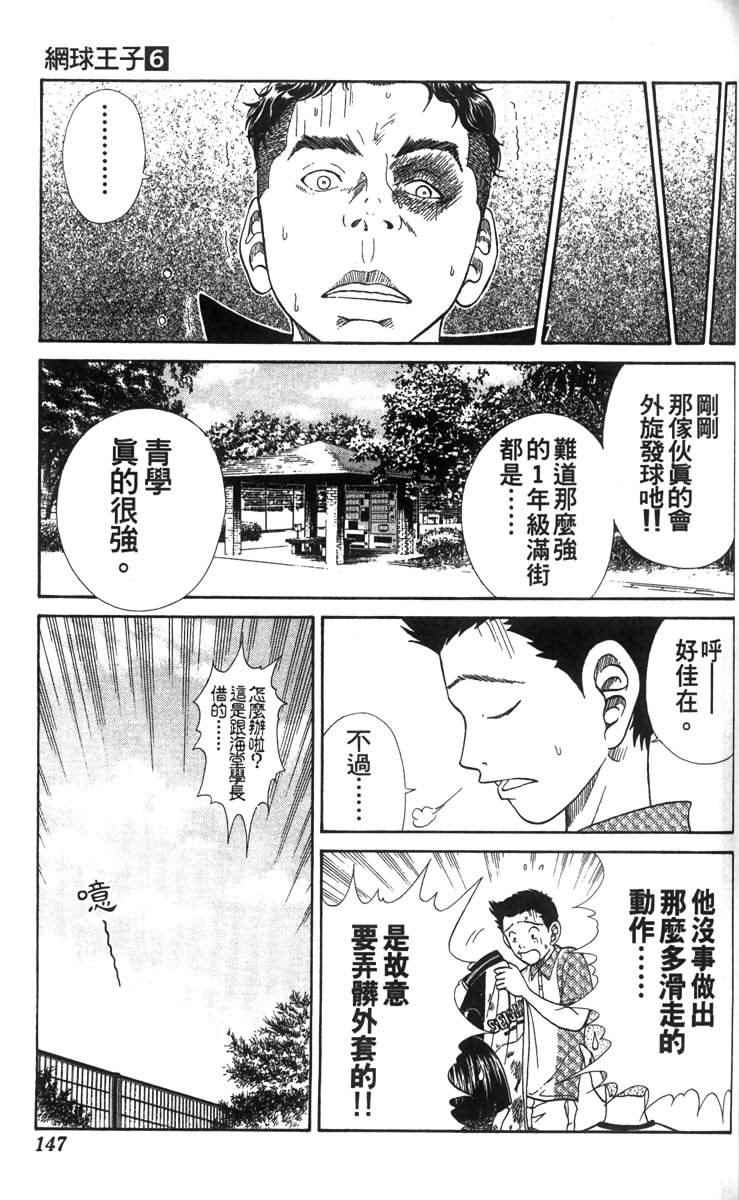 網球王子6
…………
剛剛
那傢伙眞的會
外旋發球吔!!
難道那麼強
的1年級滿街
都是……
青學
眞的很強。
呼——
好佳在。
不過……
他沒事做出
那麼多滑走的
動作……
是故意
要弄髒外套的!!
怎麼辦啦?
這是跟海堂學長
借的……
噫～
147